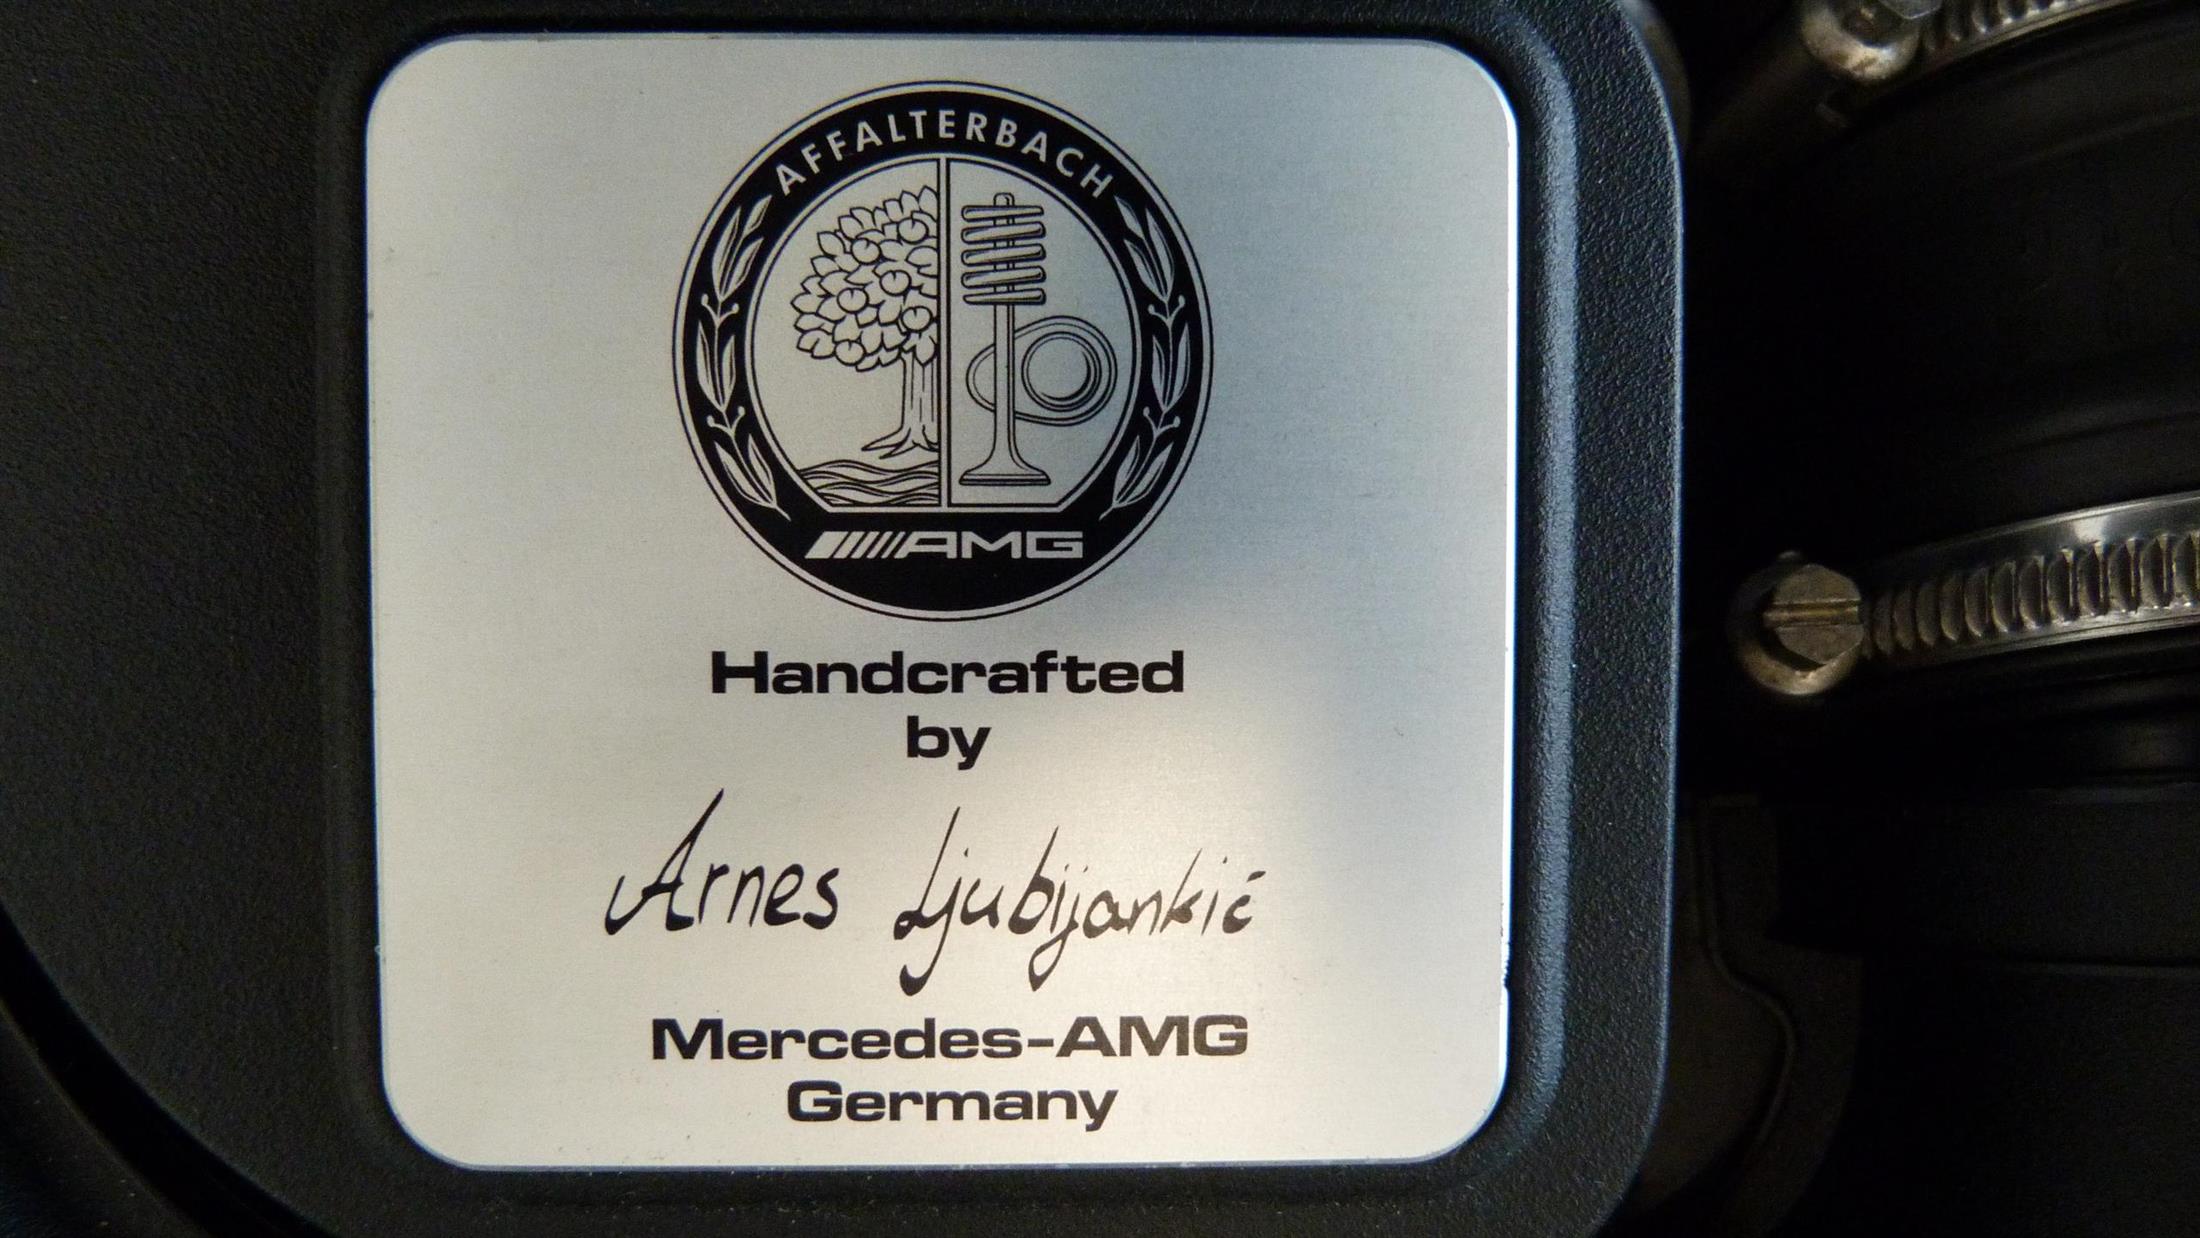 AFFALTERBACH
AMG
Handcrafted
by
Arnes Ljubijankić
Mercedes-AMG
Germany